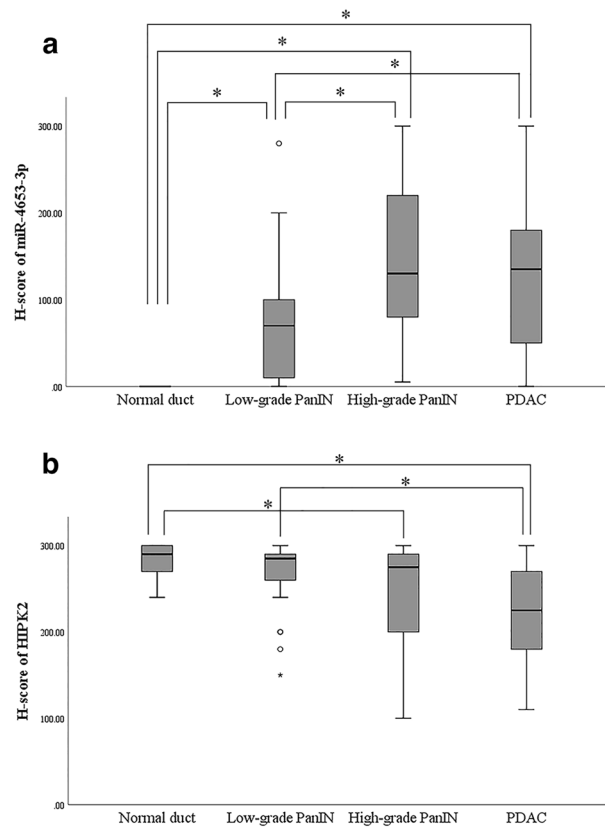 a
*
*
*
*
*
H-score of miR-4653-3p
300.00
200.00
100.00
.00
Normal duct Low-grade PanIN High-grade PanIN PDAC
b
*
*
*
H-score of HIPK2
300.00
200.00
100.00
.00
*
Normal duct Low-grade PanIN High-grade PanIN PDAC